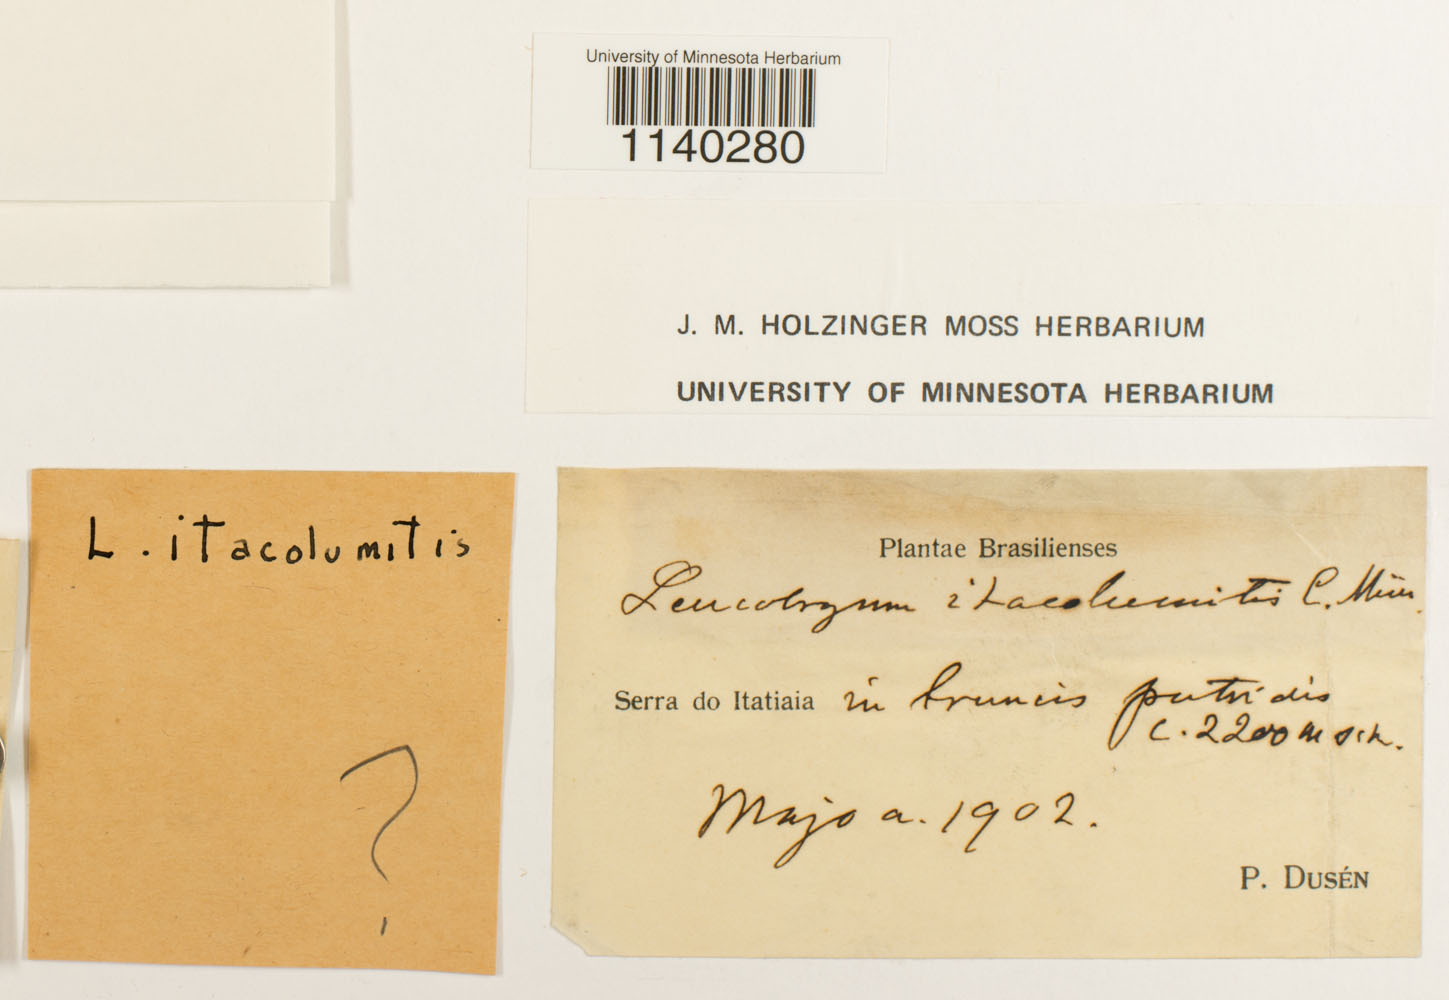 University of Minnesota Herbarium
1140280
J. M. HOLZINGER MOSS HERBARIUM
UNIVERSITY OF MINNESOTA HERBARIUM
L. itacolumitis
?
Plantae Brasilienses
Leucobryum itacolumitis C. Müll.
Serra do Itatiaia in truncis putridis
c. 2200 m
Majo a. 1902.
P. DUSÉN